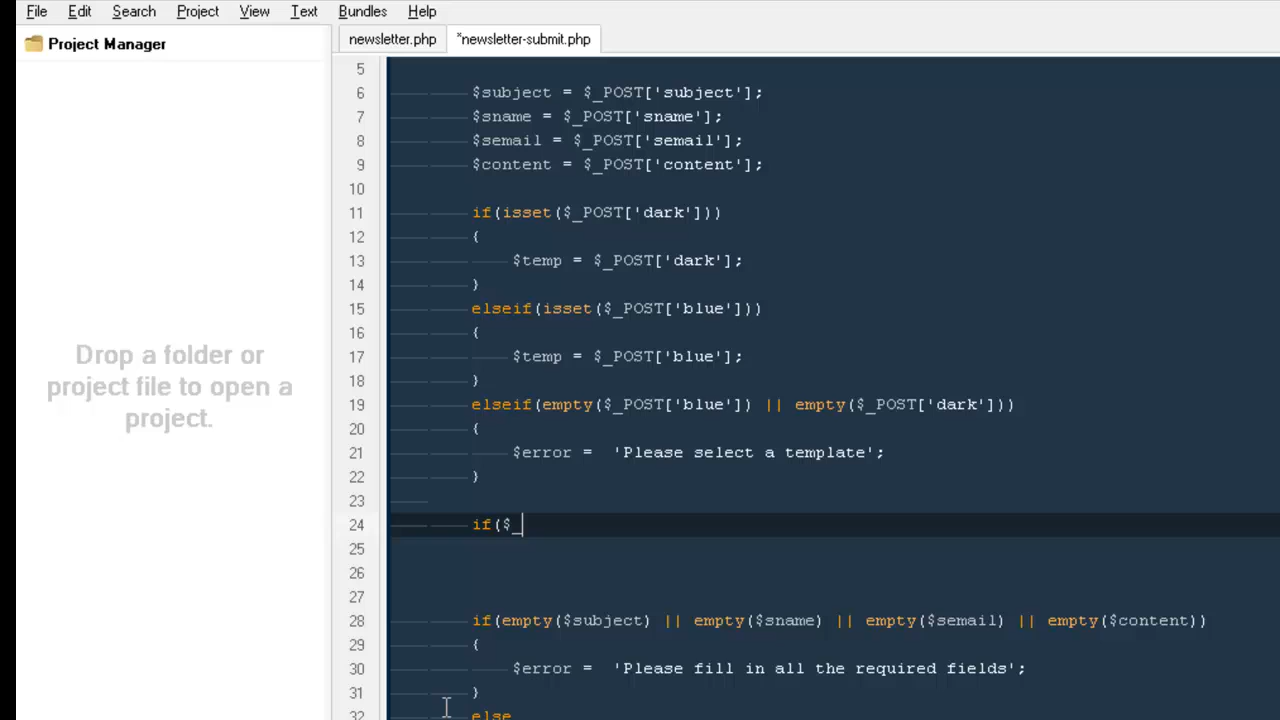 File Edit Search Project View Text Bundles Help
Project Manager
newsletter.php *newsletter-submit.php
Drop a folder or
project file to open a
project.
5
6 $subject = $_POST['subject'];
7 $sname = $_POST['sname'];
8 $semail = $_POST['semail'];
9 $content = $_POST['content'];
10
11 if(isset($_POST['dark']))
12 {
13 $temp = $_POST['dark'];
14 }
15 elseif(isset($_POST['blue']))
16 {
17 $temp = $_POST['blue'];
18 }
19 elseif(empty($_POST['blue']) || empty($_POST['dark']))
20 {
21 $error =  'Please select a template';
22 }
23
24 if($_
25
26
27
28 if(empty($subject) || empty($sname) || empty($semail) || empty($content))
29 {
30 $error =  'Please fill in all the required fields';
31 }
32 else